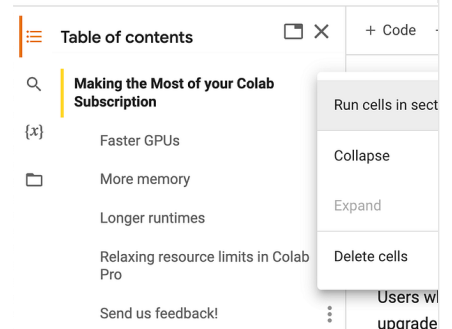 Table of contents
+ Code
Making the Most of your Colab
Subscription
Run cells in sect
{x}
Faster GPUs
Collapse
More memory
Expand
Longer runtimes
Relaxing resource limits in Colab
Pro
Delete cells
Users wh
Send us feedback!
upgrade